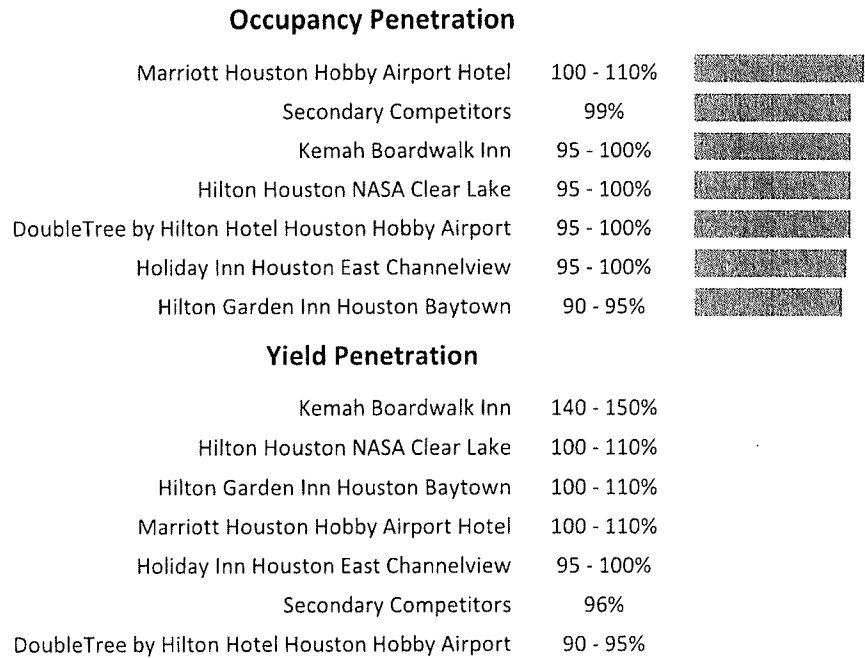 Occupancy Penetration
Marriott Houston Hobby Airport Hotel 100 - 110%
Secondary Competitors 99%
Kemah Boardwalk Inn 95 - 100%
Hilton Houston NASA Clear Lake 95 - 100%
DoubleTree by Hilton Hotel Houston Hobby Airport 95 - 100%
Holiday Inn Houston East Channelview 95 - 100%
Hilton Garden Inn Houston Baytown 90 - 95%
Yield Penetration
Kemah Boardwalk Inn 140 - 150%
Hilton Houston NASA Clear Lake 100 - 110%
Hilton Garden Inn Houston Baytown 100 - 110%
Marriott Houston Hobby Airport Hotel 100 - 110%
Holiday Inn Houston East Channelview 95 - 100%
Secondary Competitors 96%
DoubleTree by Hilton Hotel Houston Hobby Airport 90 - 95%